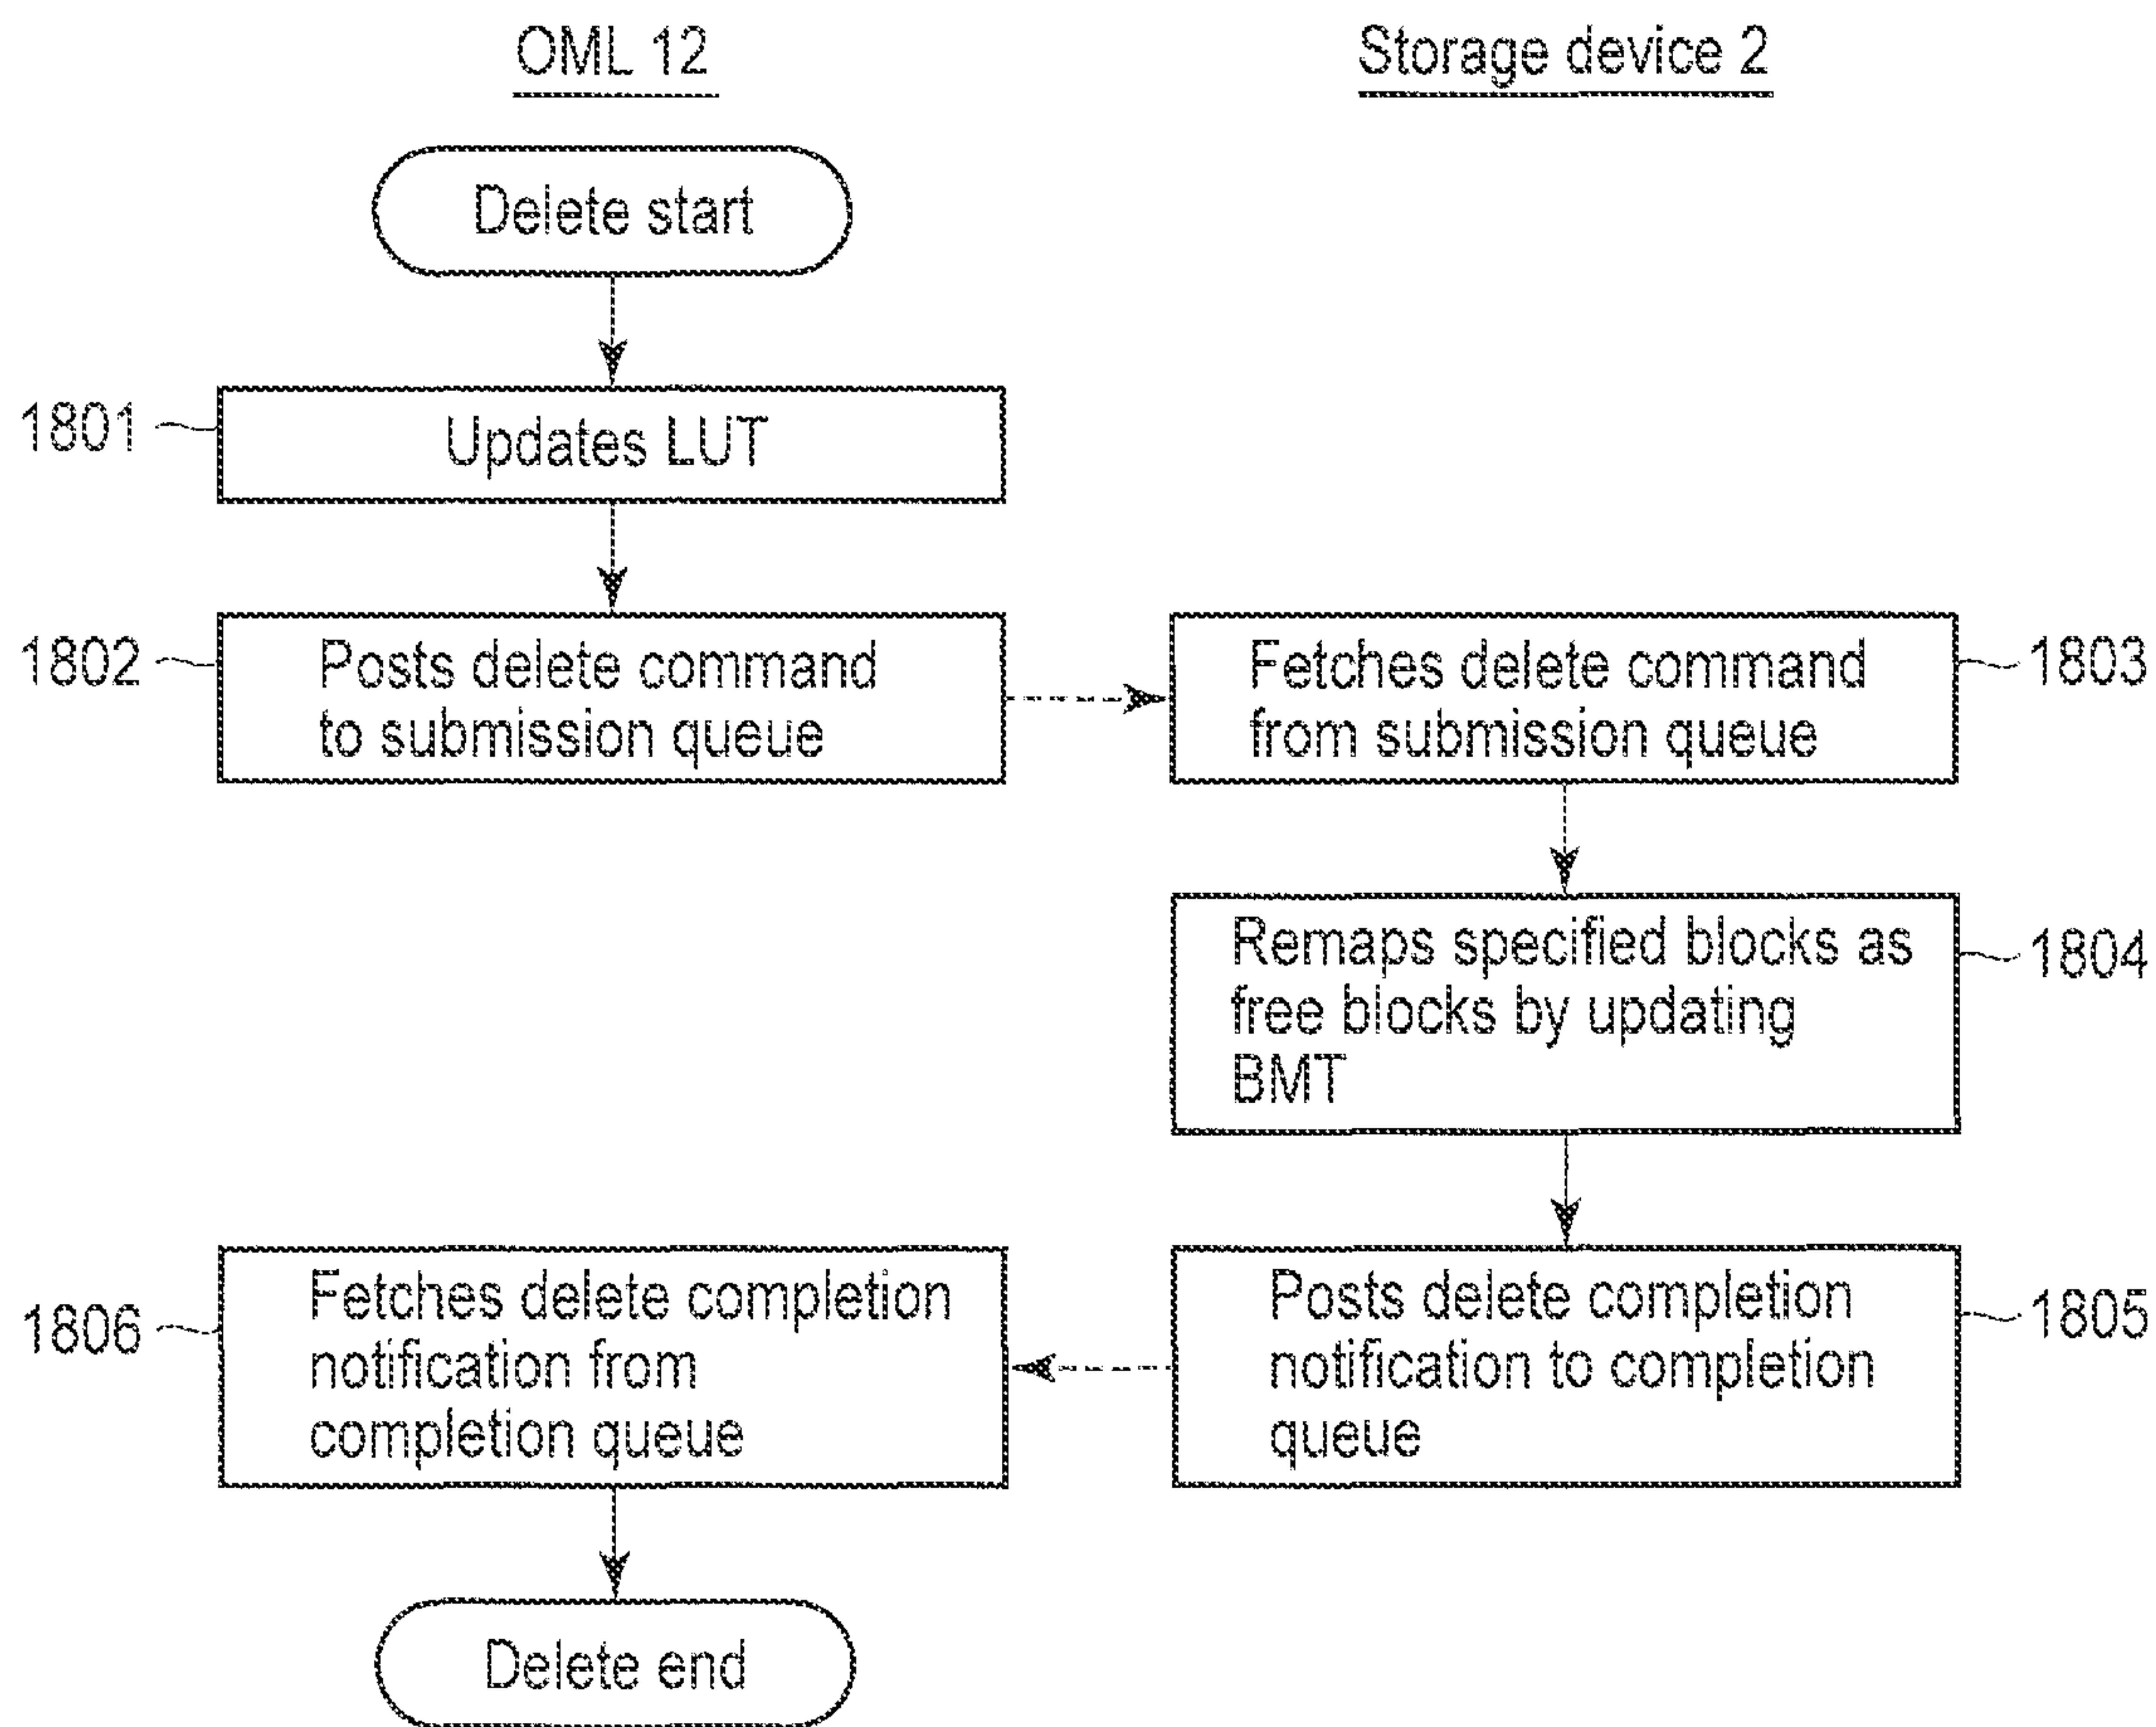 OML 12
Storage device 2
Delete start
1801
Updates LUT
1802
Posts delete command
to submission queue
Fetches delete command
from submission queue
1803
Remaps specified blocks as
free blocks by updating
BMT
1804
Fetches delete completion
notification from
completion queue
1806
Posts delete completion
notification to completion
queue
1805
Delete end